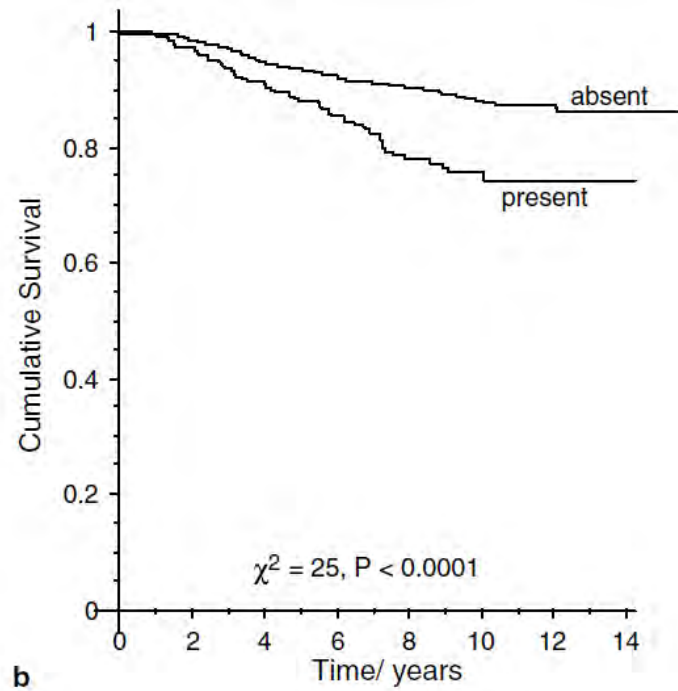 1
absent
0.8
present
0.6
Cumulative Survival
0.4
0.2
χ² = 25, P < 0.0001
0
0 2 4 6 8 10 12 14
b
Time/ years